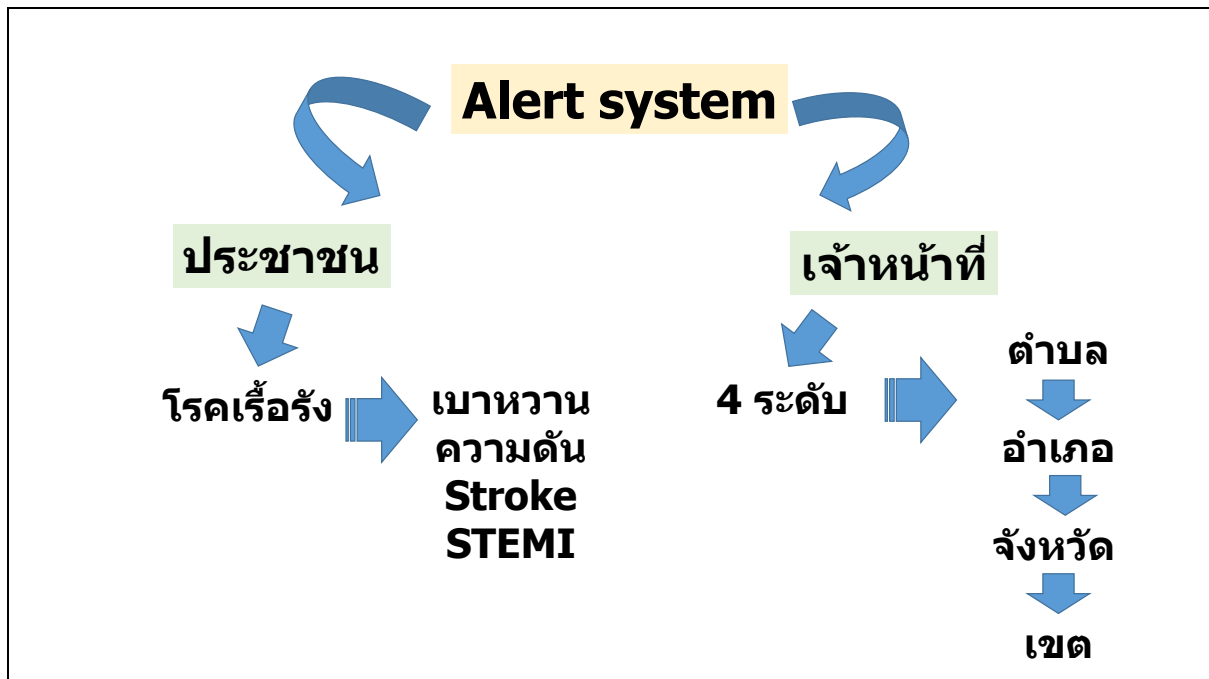 Alert system
ประชาชน
เจ้าหน้าที่
โรคเรื้อรัง
เบาหวาน
ความดัน
Stroke
STEMI
4 ระดับ
ตำบล
อำเภอ
จังหวัด
เขต